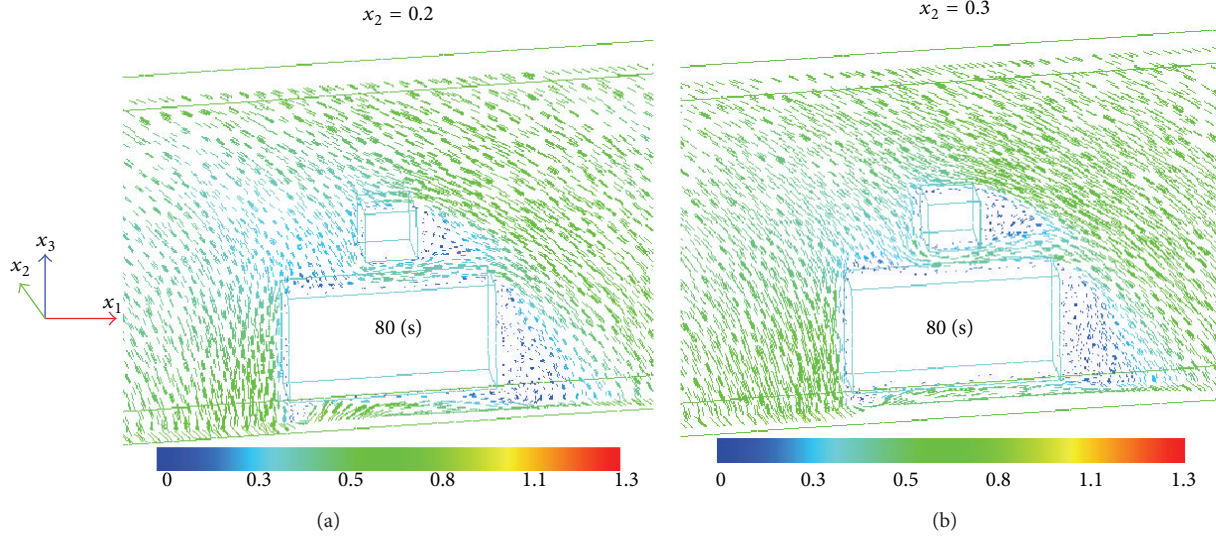 x₂ = 0.2
x₂ = 0.3
x₃
x₂
x₁
80 (s)
80 (s)
0 0.3 0.5 0.8 1.1 1.3
0 0.3 0.5 0.8 1.1 1.3
(a)
(b)